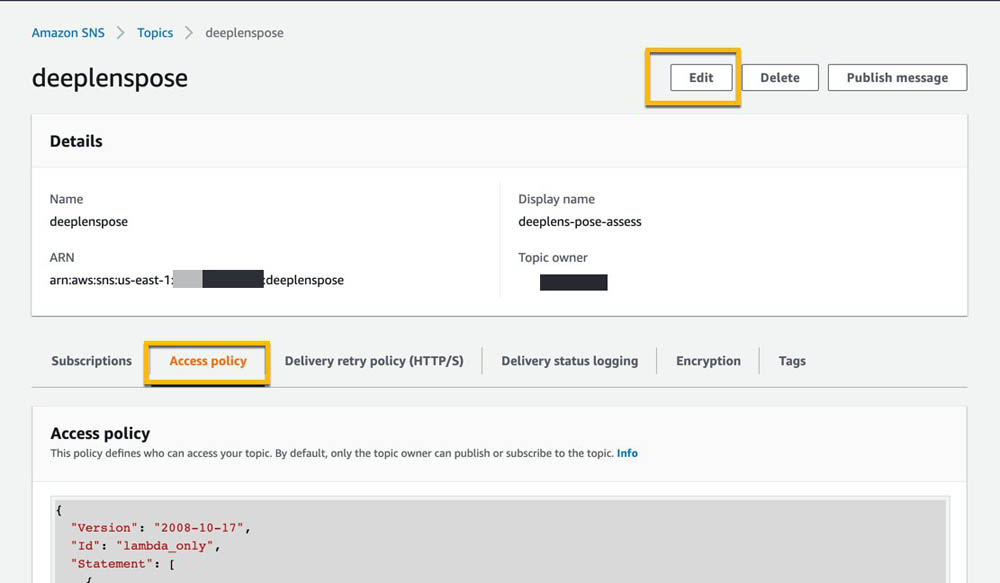 Amazon SNS > Topics > deeplenspose
deeplenspose
Edit
Delete
Publish message
Details
Name
deeplenspose
Display name
deeplens-pose-assess
ARN
arn:aws:sns:us-east-1: :deeplenspose
Topic owner
Subscriptions
Access policy
Delivery retry policy (HTTP/S)
Delivery status logging
Encryption
Tags
Access policy
This policy defines who can access your topic. By default, only the topic owner can publish or subscribe to the topic. Info
{
"Version": "2008-10-17",
"Id": "lambda_only",
"Statement": [
{